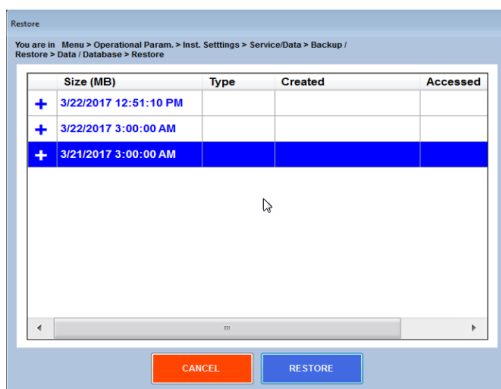 Restore
You are in Menu > Operational Param. > Inst. Setttings > Service/Data > Backup /
Restore > Data / Database > Restore
Size (MB) Type Created Accessed
+ 3/22/2017 12:51:10 PM
+ 3/22/2017 3:00:00 AM
+ 3/21/2017 3:00:00 AM
CANCEL RESTORE